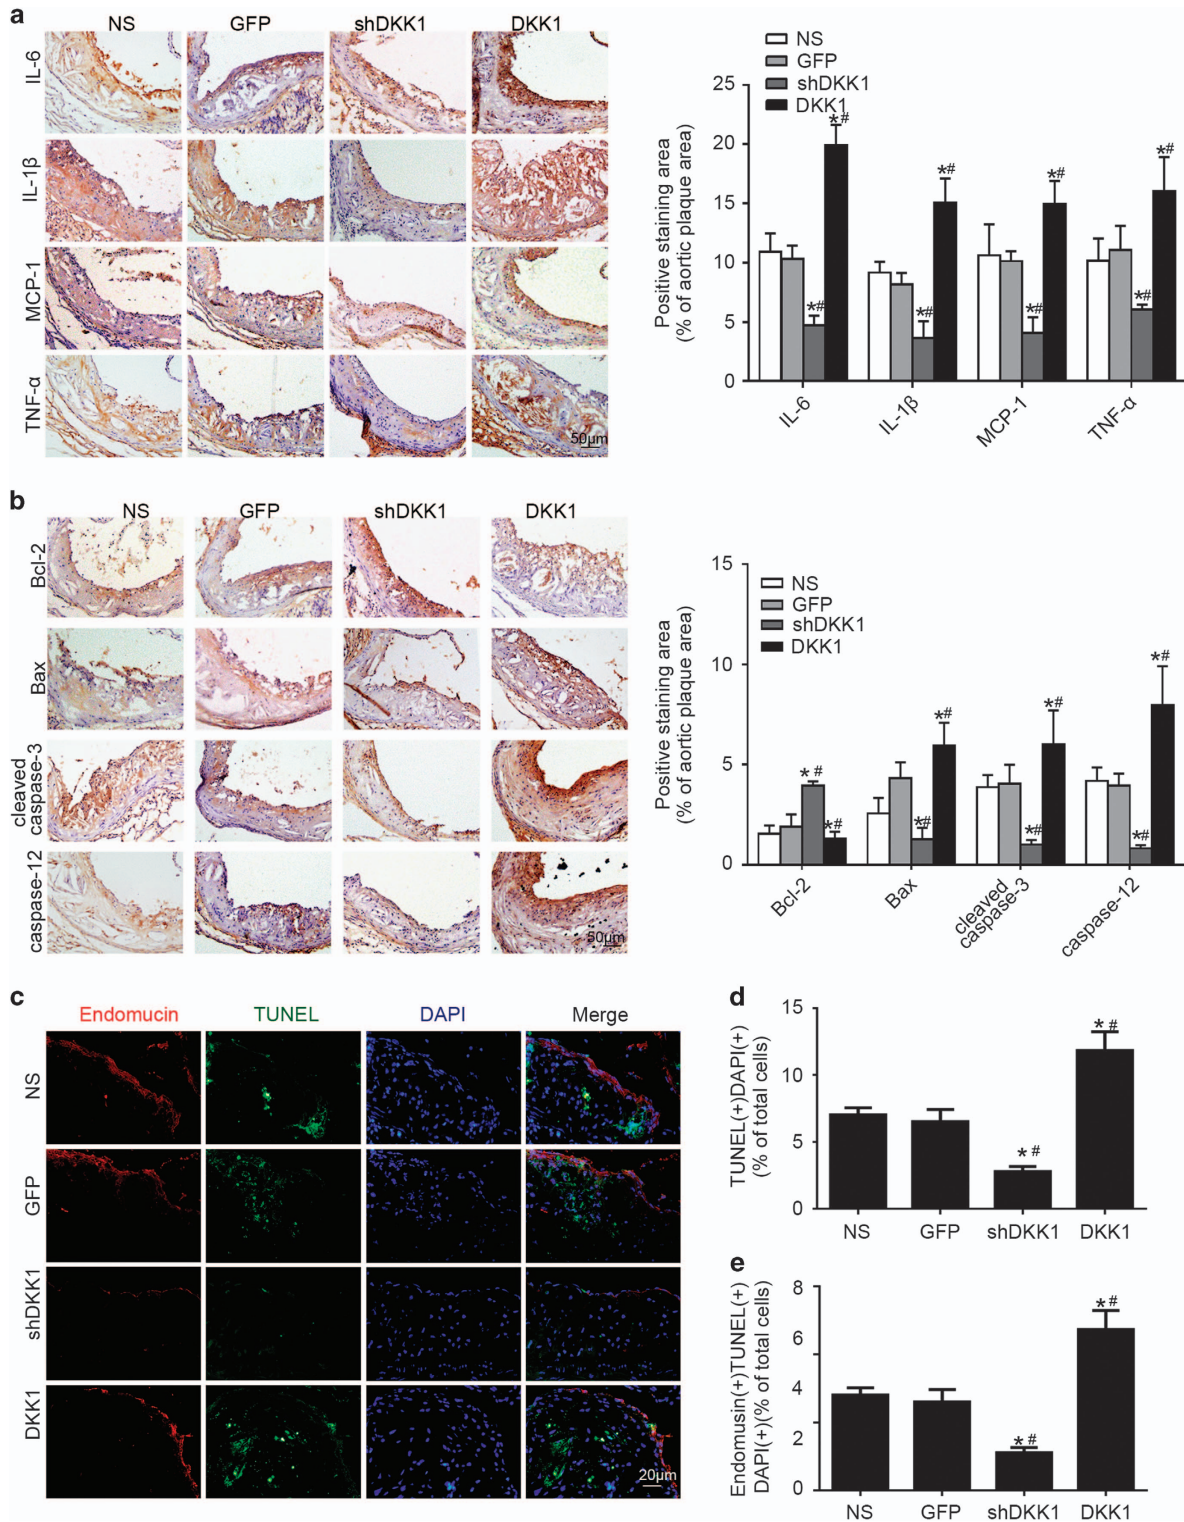 a
NS GFP shDKK1 DKK1
IL-6
IL-1β
MCP-1
TNF-α
50μm
NS
GFP
shDKK1
DKK1
Positive staining area
(% of aortic plaque area)
25
20
15
10
5
0
*#
*#
*#
*#
*#
*#
*#
*#
IL-6 IL-1β MCP-1 TNF-α
b
NS GFP shDKK1 DKK1
Bcl-2
Bax
cleaved
caspase-3
caspase-12
50μm
NS
GFP
shDKK1
DKK1
Positive staining area
(% of aortic plaque area)
15
10
5
0
*#
*#
*#
*#
*#
*#
*#
*#
Bcl-2 Bax cleaved caspase-3 caspase-12
c
Endomucin TUNEL DAPI Merge
NS
GFP
shDKK1
DKK1
20μm
d
TUNEL(+)DAPI(+)
(% of total cells)
15
10
5
0
*#
*#
NS GFP shDKK1 DKK1
e
Endomusin(+)TUNEL(+)
DAPI(+)(% of total cells)
8
6
4
2
0
*#
*#
NS GFP shDKK1 DKK1